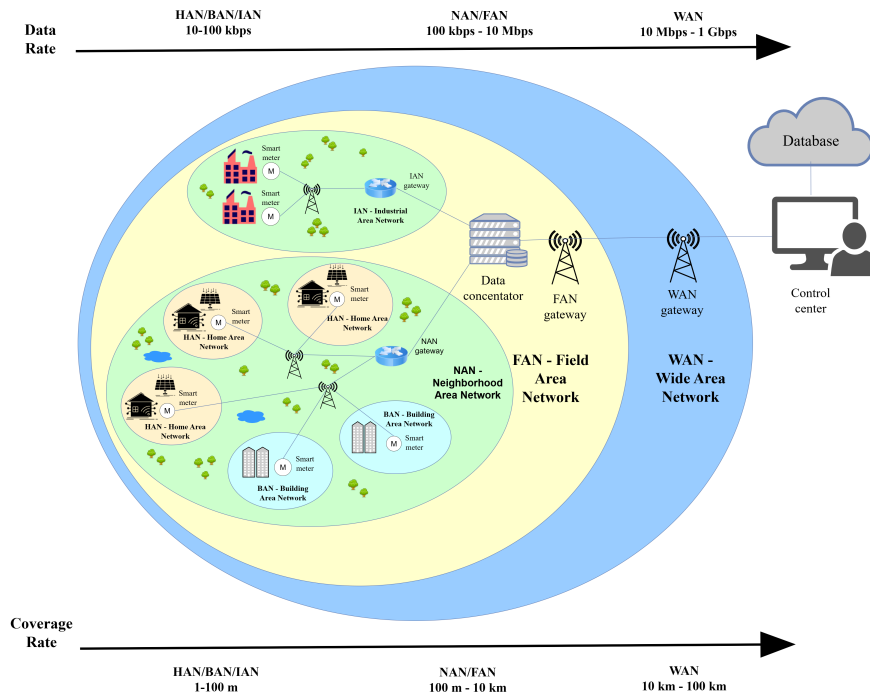 HAN/BAN/IAN
10-100 kbps
NAN/FAN
100 kbps - 10 Mbps
WAN
10 Mbps - 1 Gbps
Data
Rate
Database
Smart
meter
M
Smart
meter
M
IAN
gateway
IAN - Industrial
Area Network
Data
concentator
FAN
gateway
WAN
gateway
Control
center
Smart
meter
M
HAN - Home Area
Network
Smart
meter
M
HAN - Home Area
Network
NAN
gateway
NAN -
Neighborhood
Area Network
FAN - Field
Area
Network
WAN -
Wide Area
Network
Smart
meter
M
HAN - Home Area
Network
BAN - Building
Area Network
Smart
meter
M
Smart
meter
M
BAN - Building
Area Network
Coverage
Rate
HAN/BAN/IAN
1-100 m
NAN/FAN
100 m - 10 km
WAN
10 km - 100 km